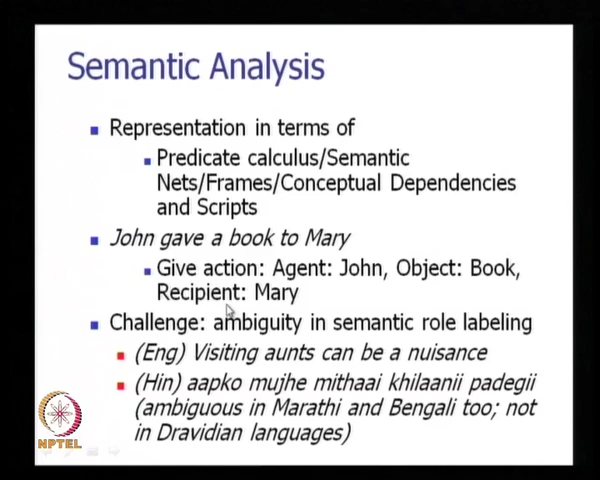 Semantic Analysis
Representation in terms of
Predicate calculus/Semantic
Nets/Frames/Conceptual Dependencies
and Scripts
John gave a book to Mary
Give action: Agent: John, Object: Book,
Recipient: Mary
Challenge: ambiguity in semantic role labeling
(Eng) Visiting aunts can be a nuisance
(Hin) aapko mujhe mithaai khilaanii padegii
(ambiguous in Marathi and Bengali too; not
in Dravidian languages)
NPTEL